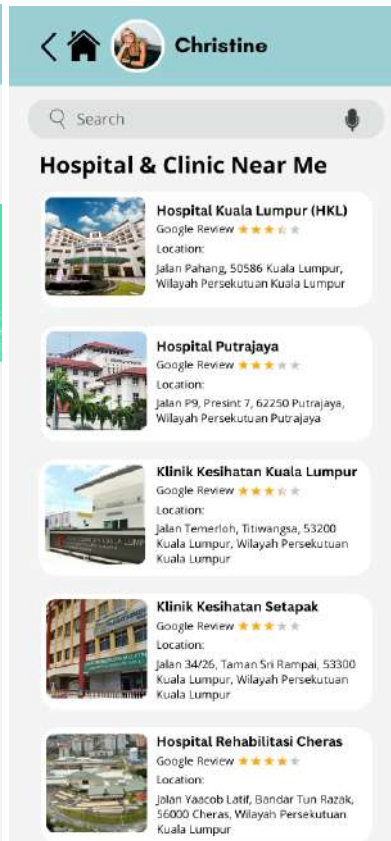 Christine
Search
Hospital & Clinic Near Me
Hospital Kuala Lumpur (HKL)
Google Review
Location:
Jalan Pahang, 50586 Kuala Lumpur,
Wilayah Persekutuan Kuala Lumpur
Hospital Putrajaya
Google Review
Location:
Jalan P9, Presint 7, 62250 Putrajaya,
Wilayah Persekutuan Putrajaya
Klinik Kesihatan Kuala Lumpur
Google Review
Location:
Jalan Temerloh, Titiwangsa, 53200
Kuala Lumpur, Wilayah Persekutuan
Kuala Lumpur
Klinik Kesihatan Setapak
Google Review
Location:
Jalan 34/26, Taman Sri Rampai, 53300
Kuala Lumpur, Wilayah Persekutuan
Kuala Lumpur
Hospital Rehabilitasi Cheras
Google Review
Location:
Jalan Yaacob Latif, Bandar Tun Razak,
56000 Cheras, Wilayah Persekutuan
Kuala Lumpur